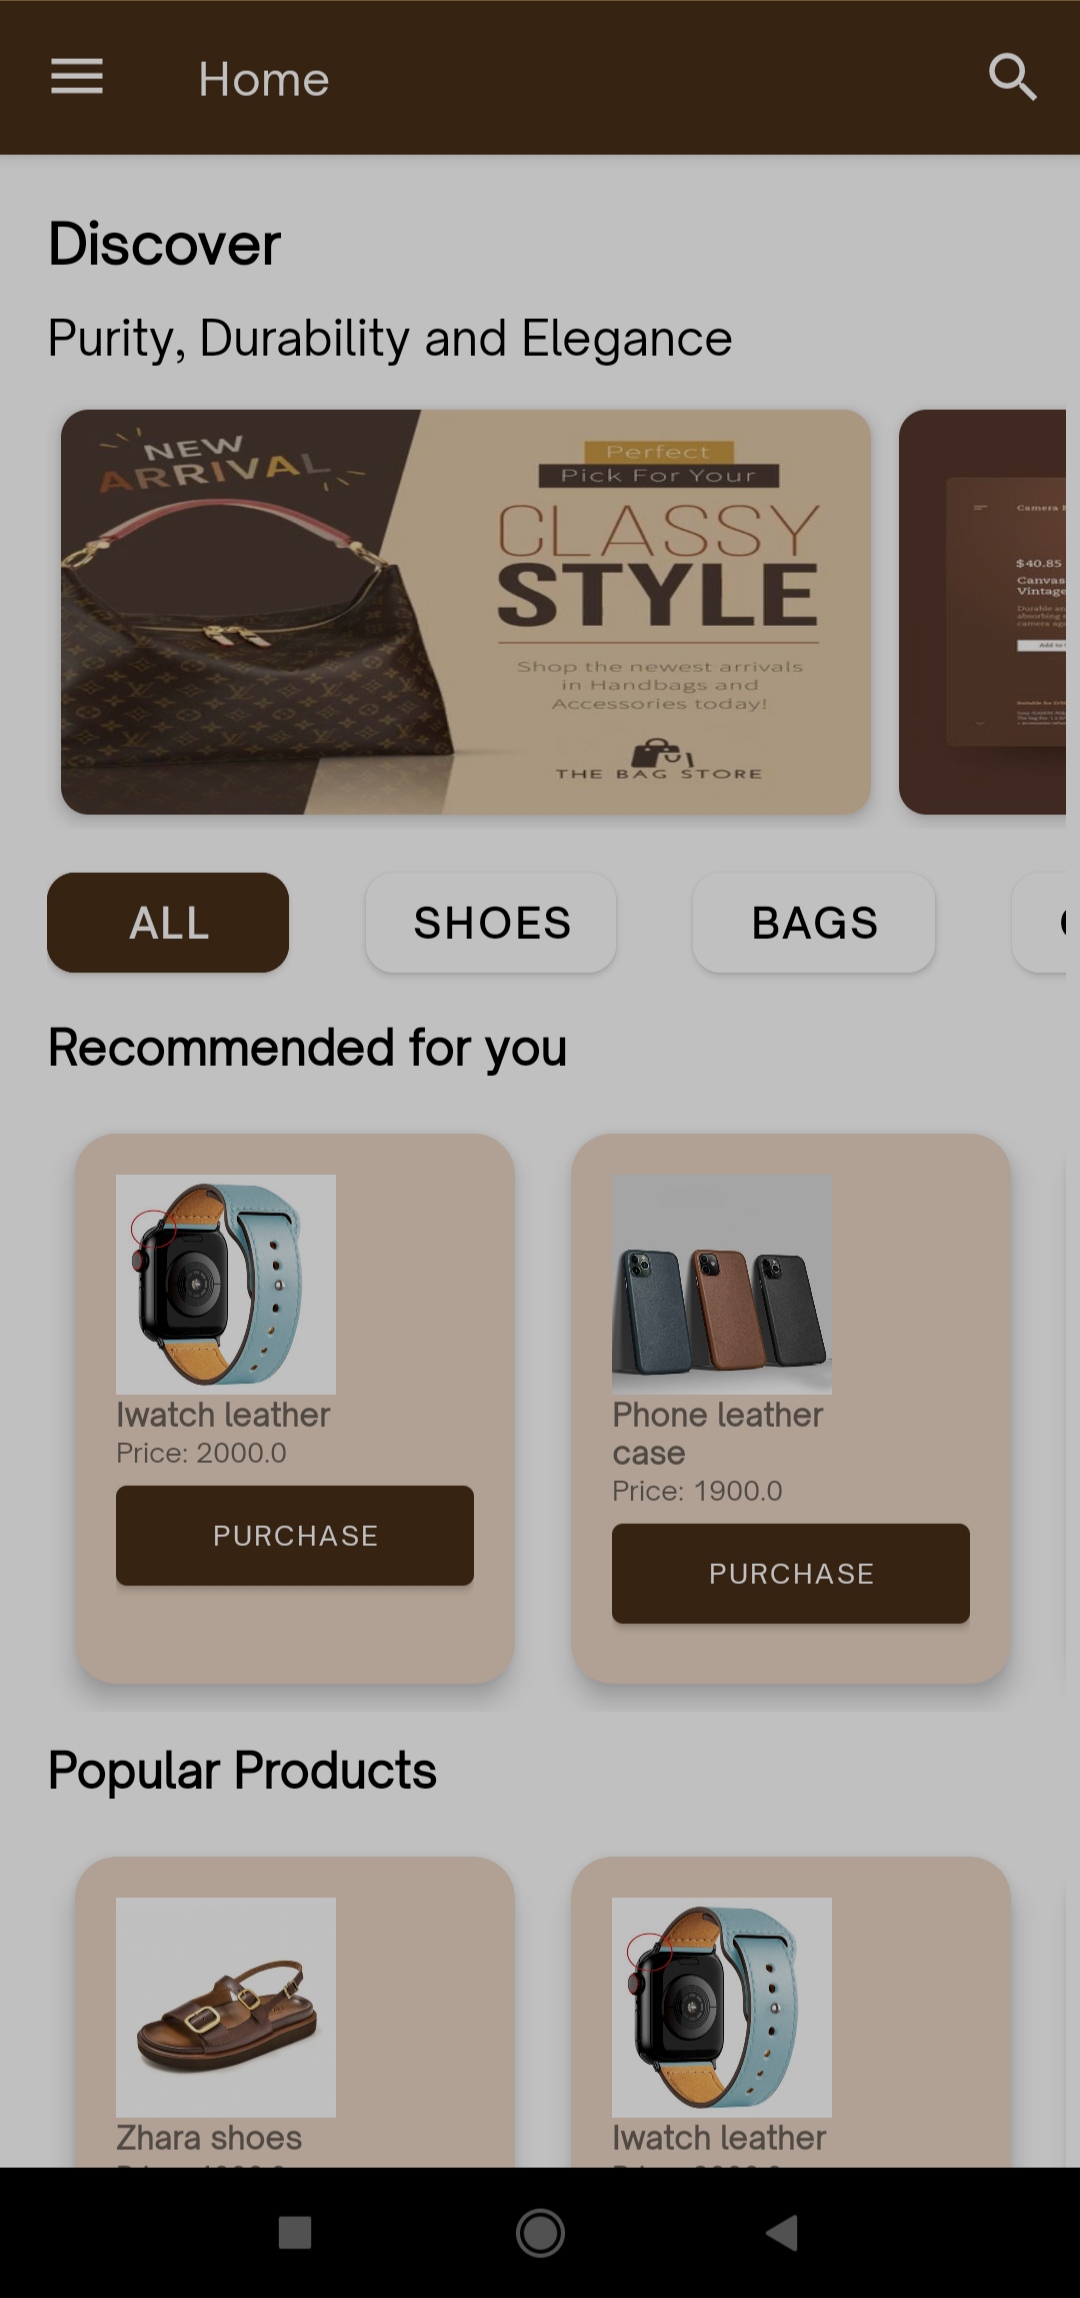 Home
Discover
Purity, Durability and Elegance
NEW
ARRIVAL
Perfect
Pick For Your
CLASSY
STYLE
Shop the newest arrivals
in Handbags and
Accessories today!
THE BAG STORE
Camera
$40.85
Canvas
Vintage
Durable
ALL
SHOES
BAGS
Recommended for you
Iwatch leather
Price: 2000.0
PURCHASE
Phone leather
case
Price: 1900.0
PURCHASE
Popular Products
Zhara shoes
Iwatch leather